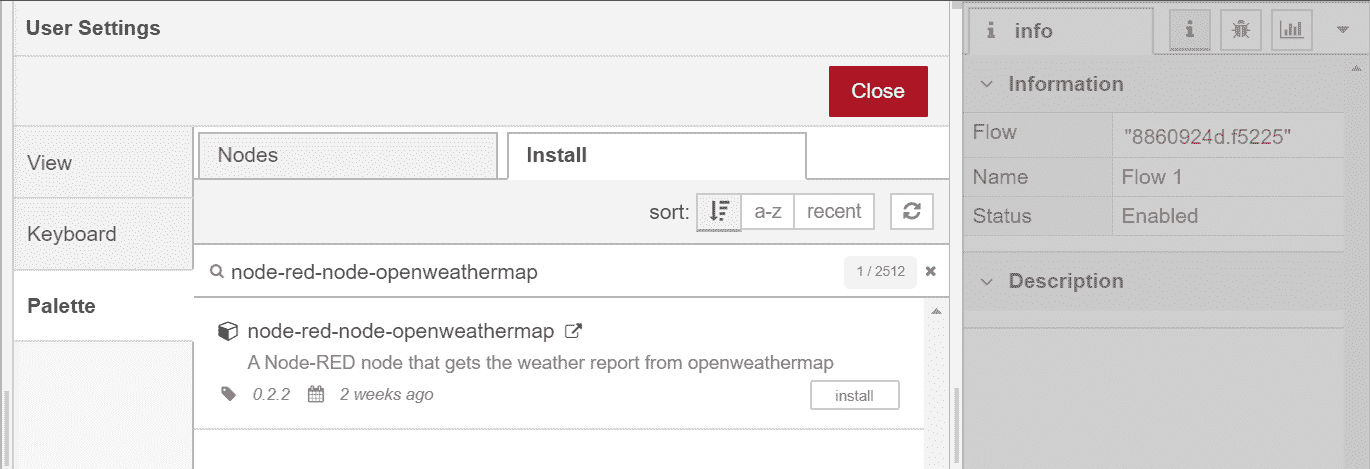 User Settings
Close
View
Keyboard
Palette
Nodes
Install
sort:
a-z
recent
node-red-node-openweathermap
1 / 2512
node-red-node-openweathermap
A Node-RED node that gets the weather report from openweathermap
0.2.2
2 weeks ago
install
info
Information
Flow "8860924d.f5225"
Name Flow 1
Status Enabled
Description